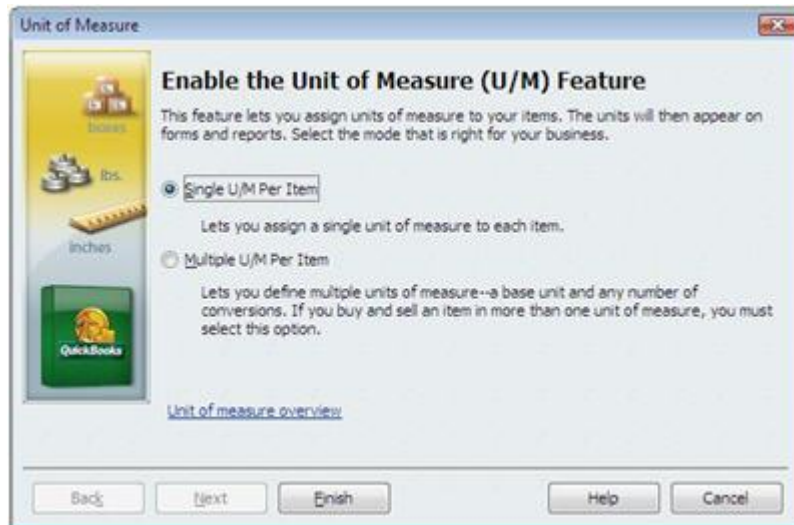 Unit of Measure
boxes
lbs.
inches
QuickBooks
Enable the Unit of Measure (U/M) Feature
This feature lets you assign units of measure to your items. The units will then appear on
forms and reports. Select the mode that is right for your business.
Single U/M Per Item
Lets you assign a single unit of measure to each item.
Multiple U/M Per Item
Lets you define multiple units of measure--a base unit and any number of
conversions. If you buy and sell an item in more than one unit of measure, you must
select this option.
Unit of measure overview
Back Next Finish Help Cancel